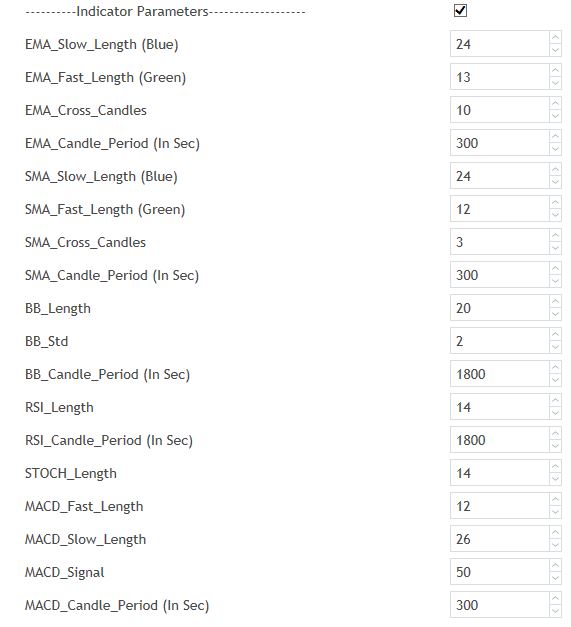 ----------Indicator Parameters-------------------
EMA_Slow_Length (Blue) 24
EMA_Fast_Length (Green) 13
EMA_Cross_Candles 10
EMA_Candle_Period (In Sec) 300
SMA_Slow_Length (Blue) 24
SMA_Fast_Length (Green) 12
SMA_Cross_Candles 3
SMA_Candle_Period (In Sec) 300
BB_Length 20
BB_Std 2
BB_Candle_Period (In Sec) 1800
RSI_Length 14
RSI_Candle_Period (In Sec) 1800
STOCH_Length 14
MACD_Fast_Length 12
MACD_Slow_Length 26
MACD_Signal 50
MACD_Candle_Period (In Sec) 300